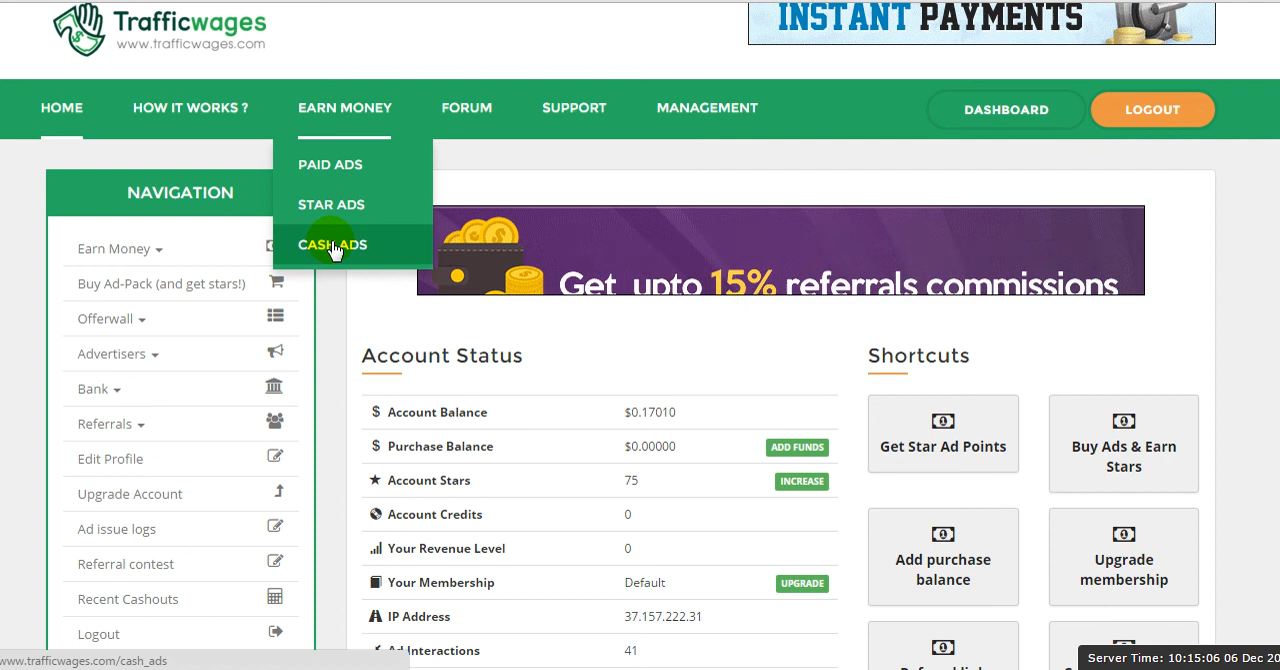 Trafficwages
www.trafficwages.com
INSTANT PAYMENTS
HOME
HOW IT WORKS ?
EARN MONEY
FORUM
SUPPORT
MANAGEMENT
DASHBOARD
LOGOUT
PAID ADS
STAR ADS
CASH ADS
NAVIGATION
Earn Money
Buy Ad-Pack (and get stars!)
Offerwall
Advertisers
Bank
Referrals
Edit Profile
Upgrade Account
Ad issue logs
Referral contest
Recent Cashouts
Logout
Get upto 15% referrals commissions
Account Status
$ Account Balance $0.17010
$ Purchase Balance $0.00000 ADD FUNDS
Account Stars 75 INCREASE
Account Credits 0
Your Revenue Level 0
Your Membership Default UPGRADE
IP Address 37.157.222.31
Ad Interactions 41
Shortcuts
Get Star Ad Points
Buy Ads & Earn
Stars
Add purchase
balance
Upgrade
membership
www.trafficwages.com/cash_ads
Server Time: 10:15:06 06 Dec 20